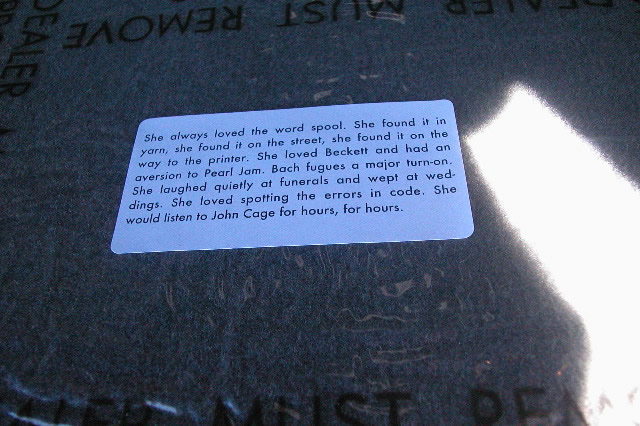 DEALER MUST REMOVE
DEALER
She always loved the word spool. She found it in
yarn, she found it on the street, she found it on the
way to the printer. She loved Beckett and had an
aversion to Pearl Jam. Bach fugues a major turn-on.
She laughed quietly at funerals and wept at wed-
dings. She loved spotting the errors in code. She
would listen to John Cage for hours, for hours.
MUST